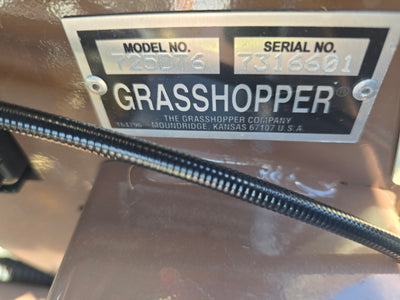 MODEL NO. SERIAL NO.
725DT6 7316601
GRASSHOPPER®
THE GRASSHOPPER COMPANY
MOUNDRIDGE, KANSAS 67107 U.S.A.